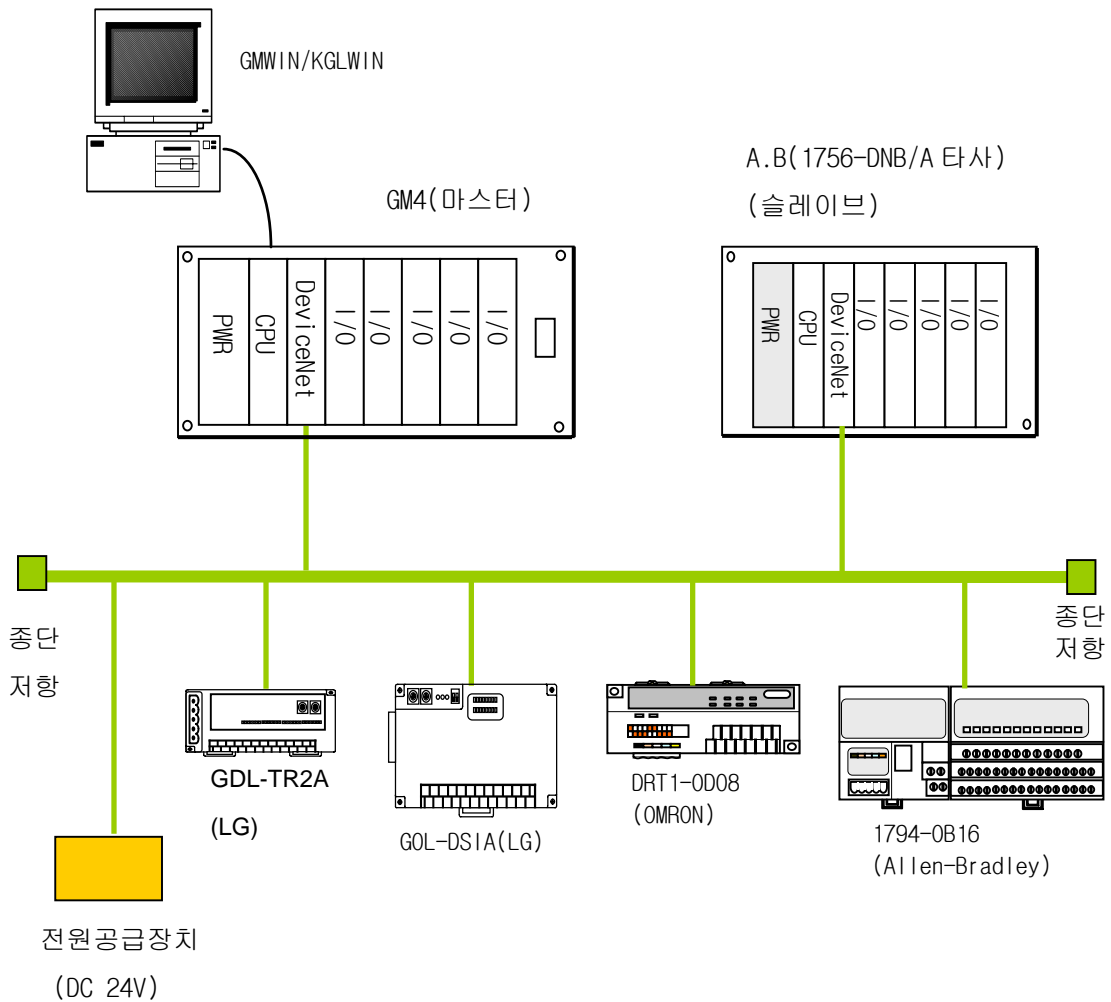 GMWIN/KGLWIN
A.B(1756-DNB/A 타사)
(슬레이브)
GM4(마스터)
PWR
CPU
DeviceNet
I/O
I/O
I/O
I/O
I/O
PWR
CPU
DeviceNet
I/O
I/O
I/O
I/O
I/O
종단
저항
종단
저항
GDL-TR2A
(LG)
GOL-DSIA(LG)
DRT1-OD08
(OMRON)
1794-OB16
(Allen-Bradley)
전원공급장치
(DC 24V)